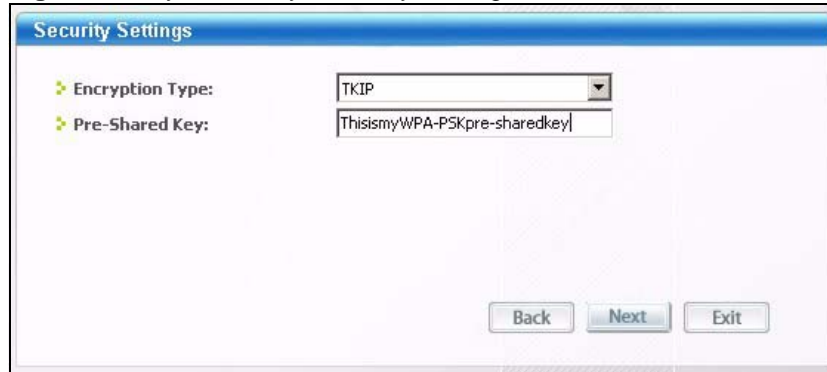 Security Settings
Encryption Type: TKIP
Pre-Shared Key: ThisismyWPA-PSKpre-sharedkey
Back Next Exit